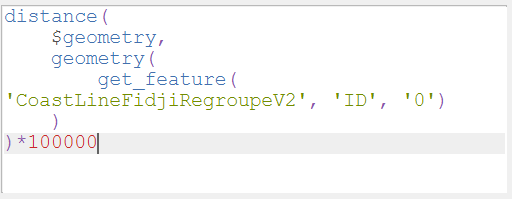 distance(
    $geometry,
    geometry(
        get_feature(
'CoastLineFidjiRegroupeV2', 'ID', '0')
    )
)*100000